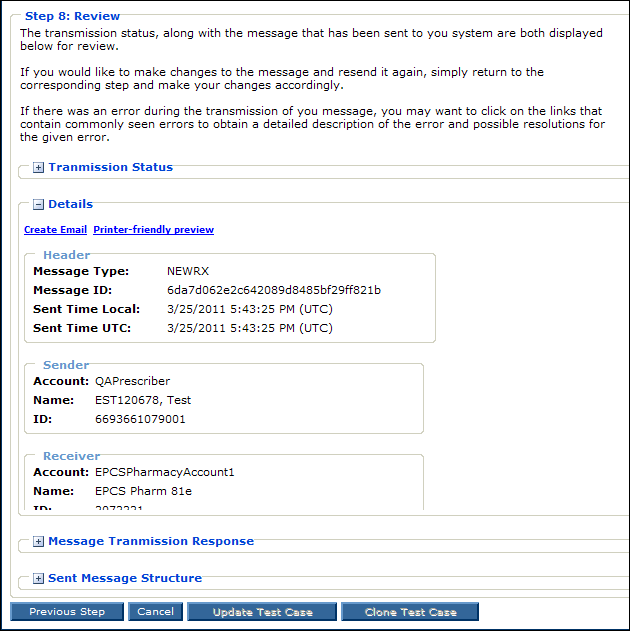 Step 8: Review
The transmission status, along with the message that has been sent to you system are both displayed
below for review.
If you would like to make changes to the message and resend it again, simply return to the
corresponding step and make your changes accordingly.
If there was an error during the transmission of you message, you may want to click on the links that
contain commonly seen errors to obtain a detailed description of the error and possible resolutions for
the given error.
Tranmission Status
Details
Create Email Printer-friendly preview
Header
Message Type: NEWRX
Message ID: 6da7d062e2c642089d8485bf29ff821b
Sent Time Local: 3/25/2011 5:43:25 PM (UTC)
Sent Time UTC: 3/25/2011 5:43:25 PM (UTC)
Sender
Account: QAPrescriber
Name: EST120678, Test
ID: 6693661079001
Receiver
Account: EPCSPharmacyAccount1
Name: EPCS Pharm 81e
ID:
Message Tranmission Response
Sent Message Structure
Previous Step Cancel Update Test Case Clone Test Case